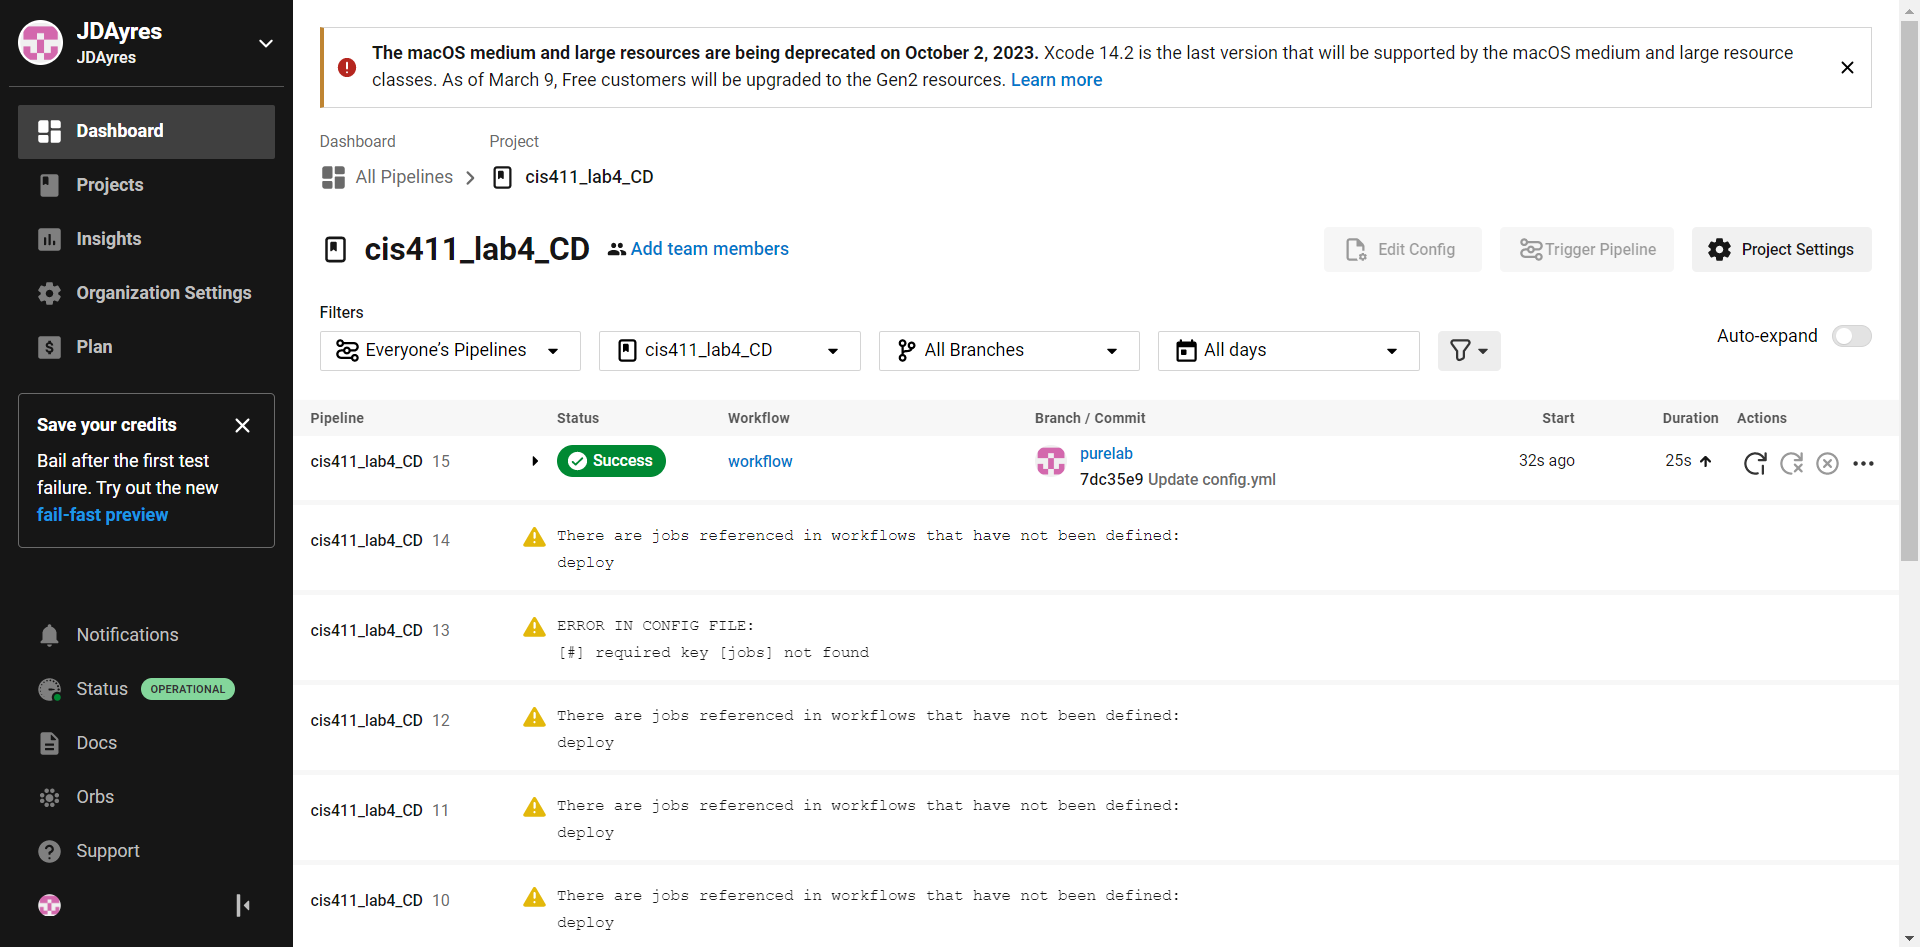 JDAyres
JDAyres
Dashboard
Projects
Insights
Organization Settings
Plan
Save your credits
Bail after the first test
failure. Try out the new
fail-fast preview
Notifications
Status OPERATIONAL
Docs
Orbs
Support
The macOS medium and large resources are being deprecated on October 2, 2023. Xcode 14.2 is the last version that will be supported by the macOS medium and large resource
classes. As of March 9, Free customers will be upgraded to the Gen2 resources. Learn more
Dashboard Project
All Pipelines cis411_lab4_CD
cis411_lab4_CD Add team members Edit Config Trigger Pipeline Project Settings
Filters
Everyone’s Pipelines cis411_lab4_CD All Branches All days Auto-expand
Pipeline Status Workflow Branch / Commit Start Duration Actions
cis411_lab4_CD 15 Success workflow purelab 32s ago 25s
7dc35e9 Update config.yml
cis411_lab4_CD 14 There are jobs referenced in workflows that have not been defined:
deploy
cis411_lab4_CD 13 ERROR IN CONFIG FILE:
[#] required key [jobs] not found
cis411_lab4_CD 12 There are jobs referenced in workflows that have not been defined:
deploy
cis411_lab4_CD 11 There are jobs referenced in workflows that have not been defined:
deploy
cis411_lab4_CD 10 There are jobs referenced in workflows that have not been defined:
deploy